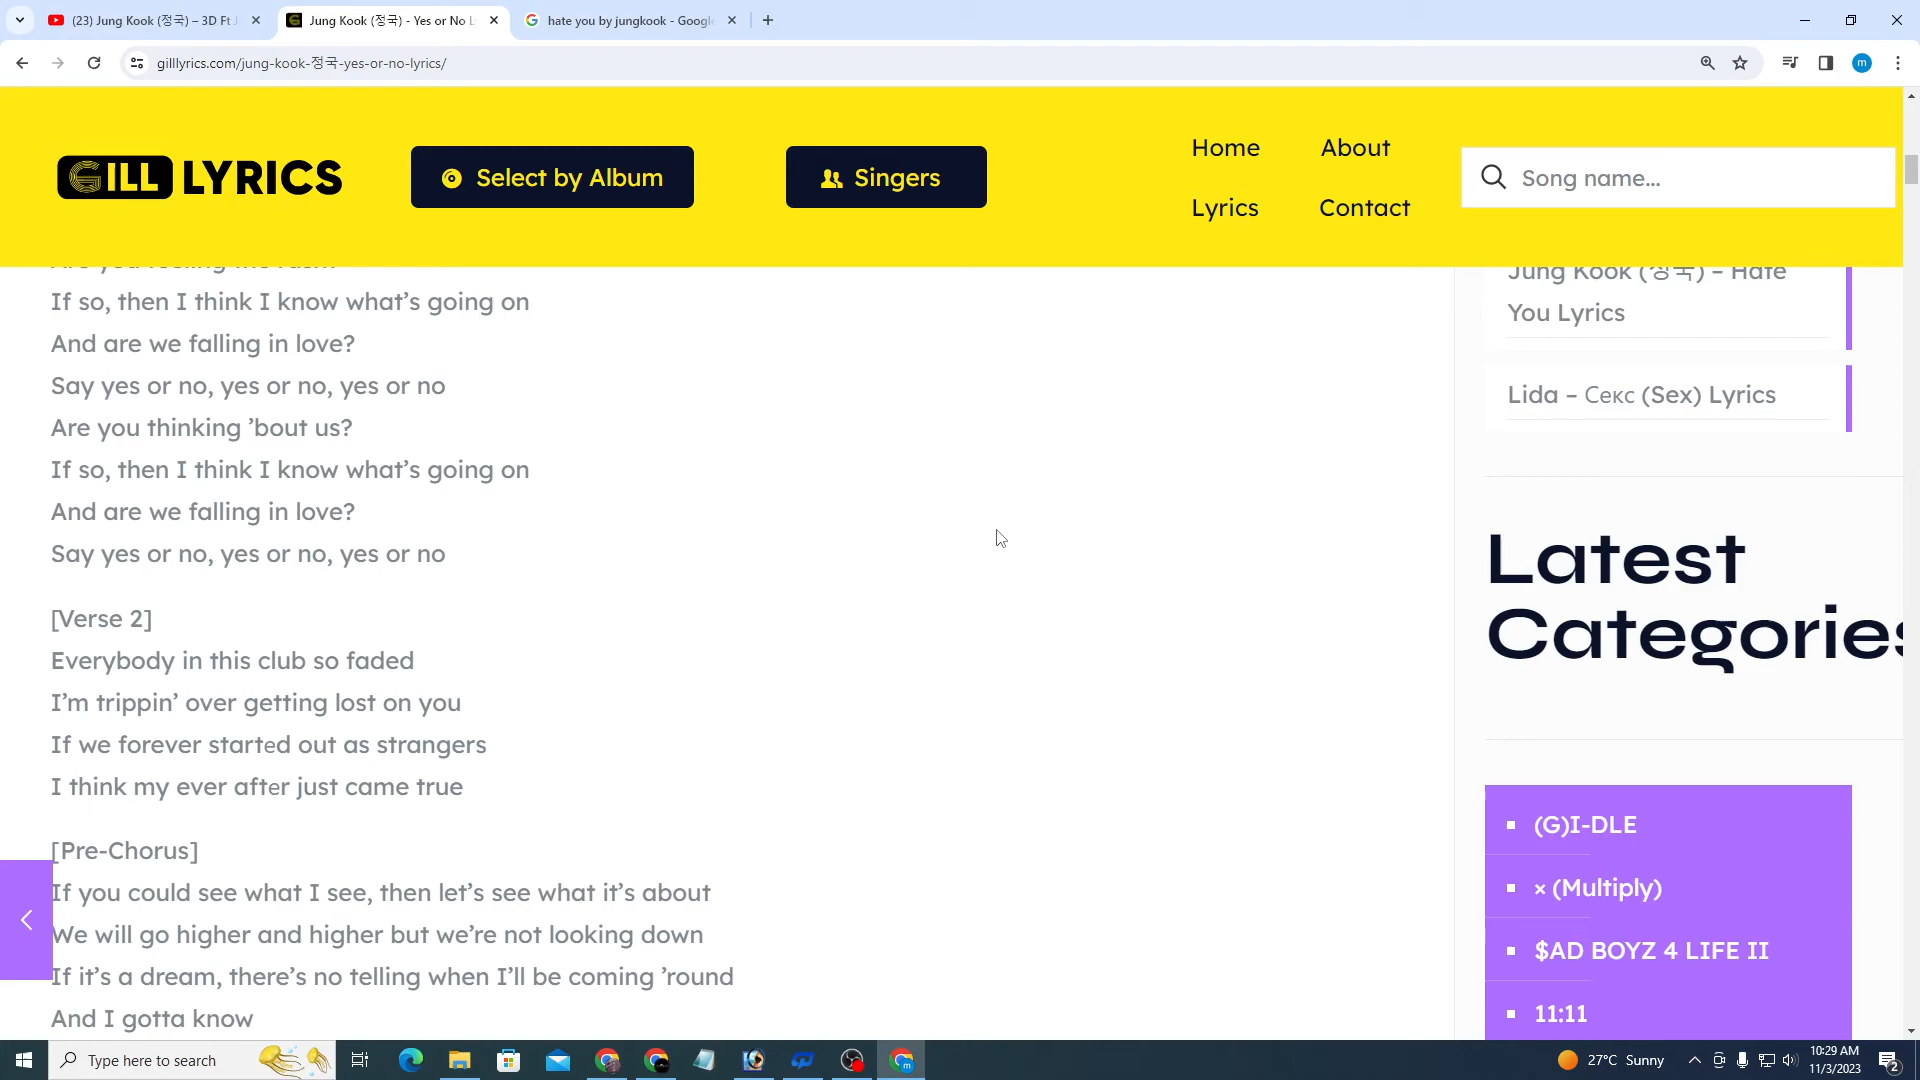 (23) Jung Kook (정국) – 3D Ft J
Jung Kook (정국) - Yes or No L
hate you by jungkook - Google
gilllyrics.com/jung-kook-정국-yes-or-no-lyrics/
m
GILL LYRICS
Select by Album
Singers
Home
About
Lyrics
Contact
Song name...
If so, then I think I know what’s going on
And are we falling in love?
Say yes or no, yes or no, yes or no
Are you thinking ’bout us?
If so, then I think I know what’s going on
And are we falling in love?
Say yes or no, yes or no, yes or no
[Verse 2]
Everybody in this club so faded
I’m trippin’ over getting lost on you
If we forever started out as strangers
I think my ever after just came true
[Pre-Chorus]
If you could see what I see, then let’s see what it’s about
We will go higher and higher but we’re not looking down
If it’s a dream, there’s no telling when I’ll be coming ’round
And I gotta know
Jung Kook (정국) – Hate
You Lyrics
Lida – Секс (Sex) Lyrics
Latest
Categories
(G)I-DLE
× (Multiply)
$AD BOYZ 4 LIFE II
11:11
Type here to search
27°C Sunny
10:29 AM
11/3/2023
2